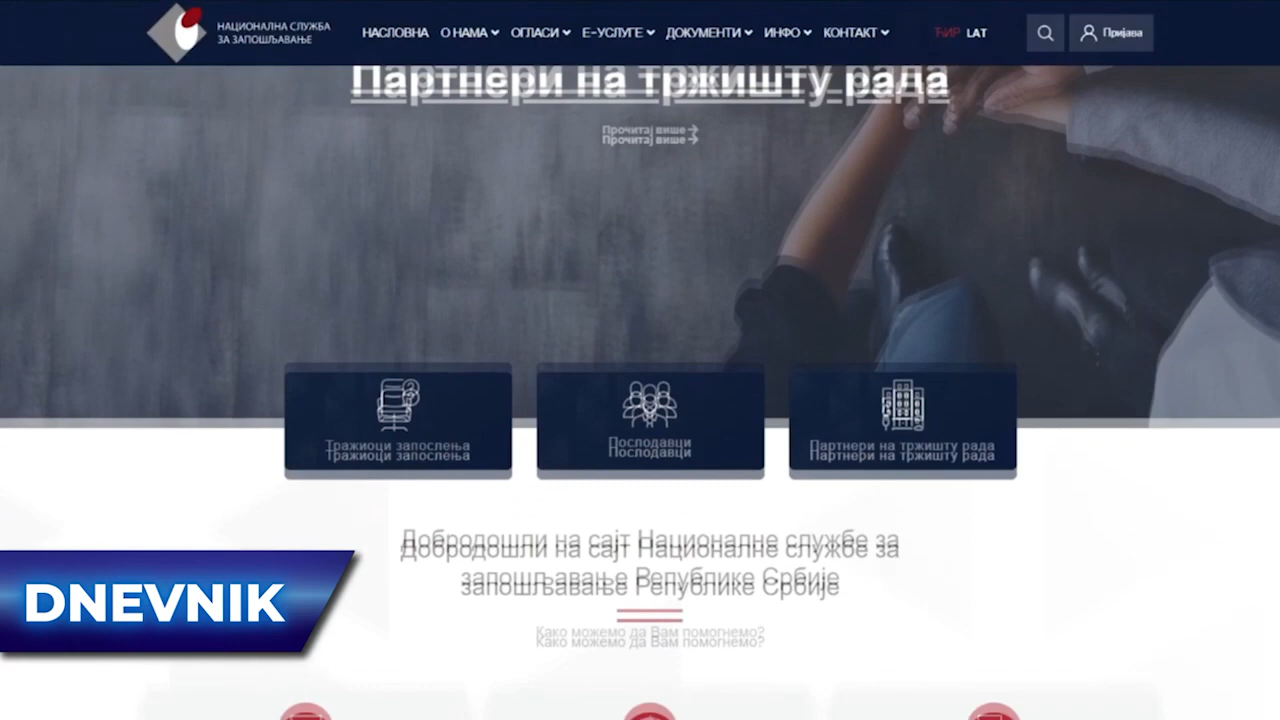 НАЦИОНАЛНА СЛУЖБА
ЗА ЗАПОШЉАВАЊЕ
НАСЛОВНА О НАМА ОГЛАСИ Е-УСЛУГЕ ДОКУМЕНТИ ИНФО КОНТАКТ ЋИР LAT Пријава
Партнери на тржишту рада
Прочитај више
Тражиоци запослења
Послодавци
Партнери на тржишту рада
Добродошли на сајт Националне службе за
запошљавање Републике Србије
Како можемо да Вам помогнемо?
DNEVNIK